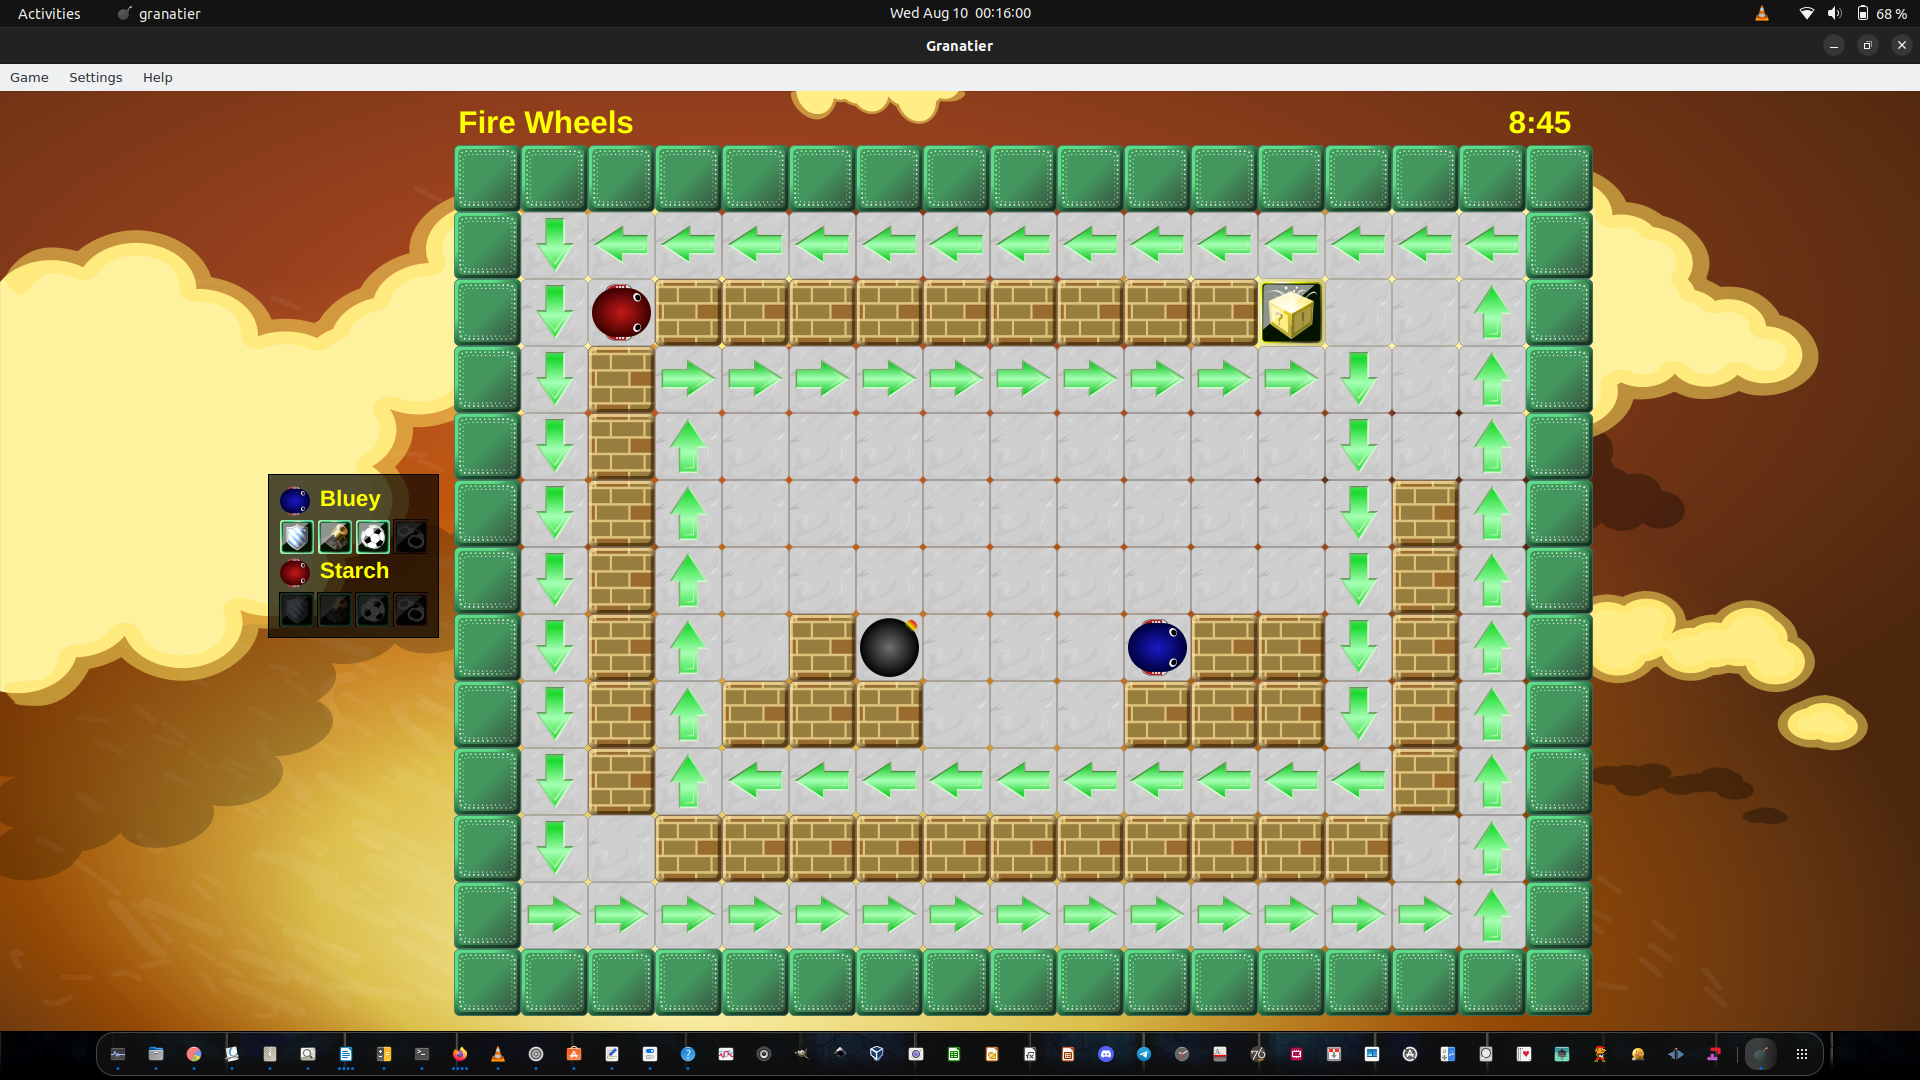 Activities
granatier
Wed Aug 10 00:16:00
68 %
Granatier
Game Settings Help
Fire Wheels
8:45
Bluey
Starch